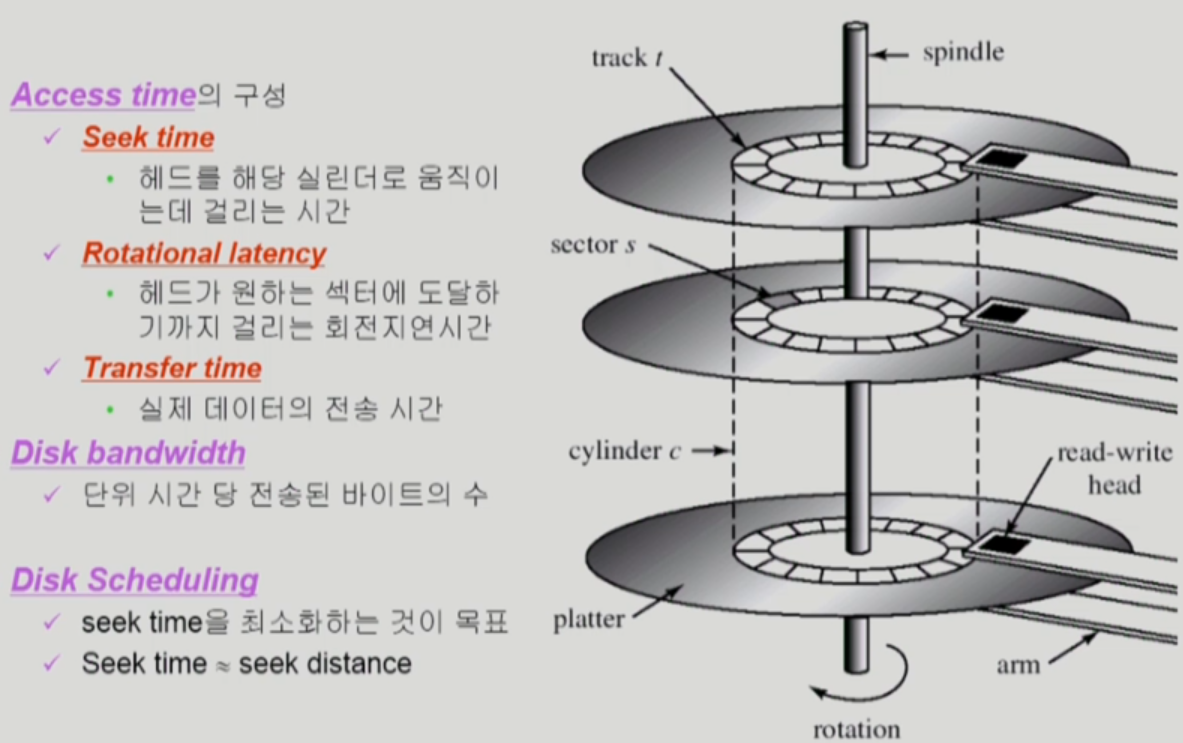 Access time의 구성
✓ Seek time
• 헤드를 해당 실린더로 움직이
는데 걸리는 시간
✓ Rotational latency
• 헤드가 원하는 섹터에 도달하
기까지 걸리는 회전지연시간
✓ Transfer time
• 실제 데이터의 전송 시간
Disk bandwidth
✓ 단위 시간 당 전송된 바이트의 수
Disk Scheduling
✓ seek time을 최소화하는 것이 목표
✓ Seek time ≈ seek distance
track t
spindle
sector s
cylinder c
read-write
head
platter
arm
rotation